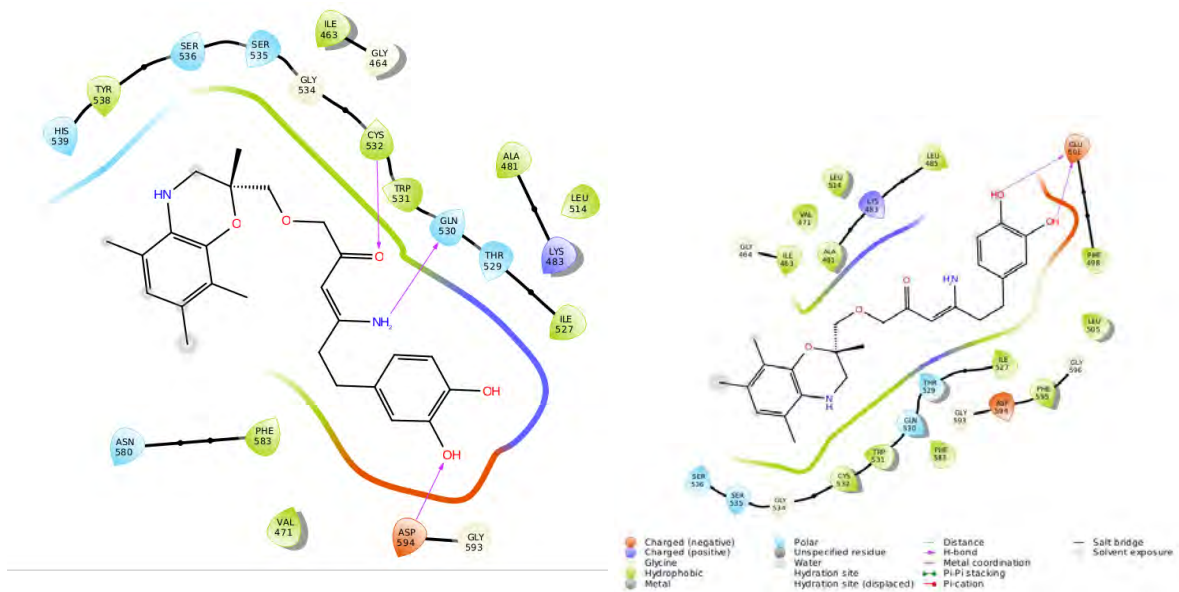 ILE
463
GLY
464
SER
536
SER
535
GLY
534
TYR
538
HIS
539
CYS
532
TRP
531
ALA
481
LEU
514
GLN
530
LYS
483
THR
529
ILE
527
HN
O
O
O
NH2
OH
OH
ASN
580
PHE
583
VAL
471
ASP
594
GLY
593
GLU
LEU
485
LEU
514
LYS
483
VAL
471
GLY
464
ILE
463
ALA
481
HO
OH
PHE
498
O
H2N
O
O
N
H
LEU
505
ILE
527
THR
529
GLY
596
PHE
595
ASP
594
GLY
593
GLN
530
PHE
583
TRP
531
CYS
532
GLY
534
SER
535
SER
536
Charged (negative)
Charged (positive)
Glycine
Hydrophobic
Metal
Polar
Unspecified residue
Water
Hydration site
Hydration site (displaced)
Distance
H-bond
Metal coordination
Pi-Pi stacking
Pi-cation
Salt bridge
Solvent exposure